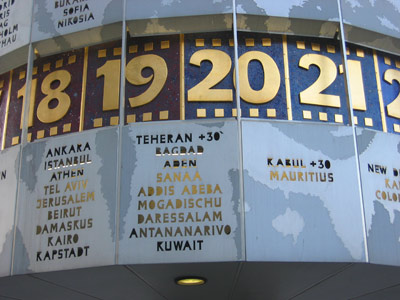 BUKAREST
SOFIA
NIKOSIA
18 19 20 21
ANKARA
ISTANBUL
ATHEN
TEL AVIV
JERUSALEM
BEIRUT
DAMASKUS
KAIRO
KAPSTADT
TEHERAN +30
BAGDAD
ADEN
SANAÁ
ADDIS ABEBA
MOGADISCHU
DARESSALAM
ANTANANARIVO
KUWAIT
KABUL +30
MAURITIUS
NEW